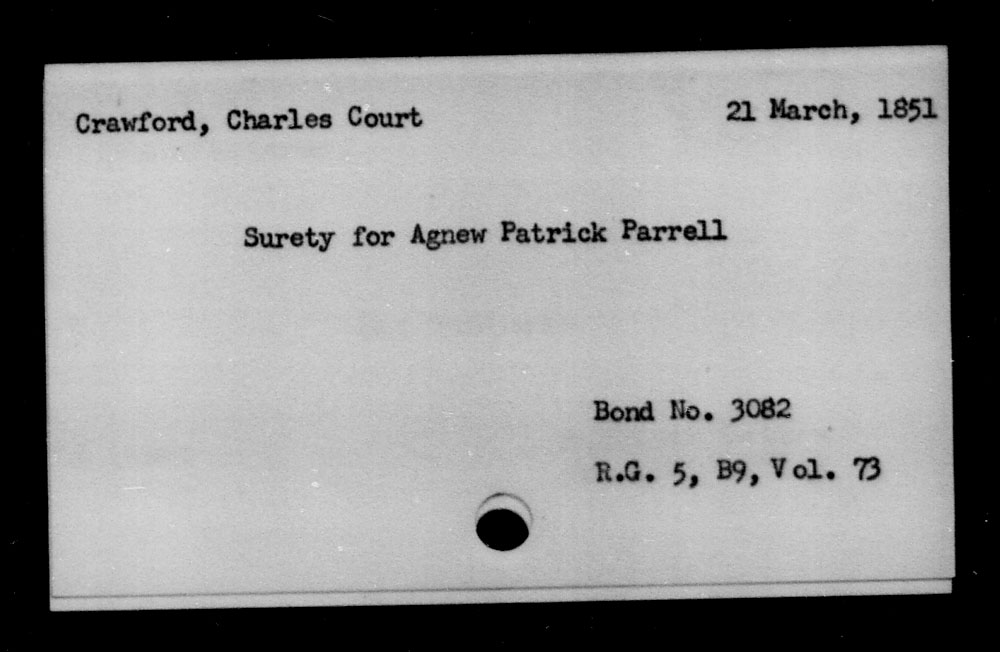 Crawford, Charles Court 21 March, 1851
Surety for Agnew Patrick Parrell
Bond No. 3082
R.G. 5, B9, Vol. 73